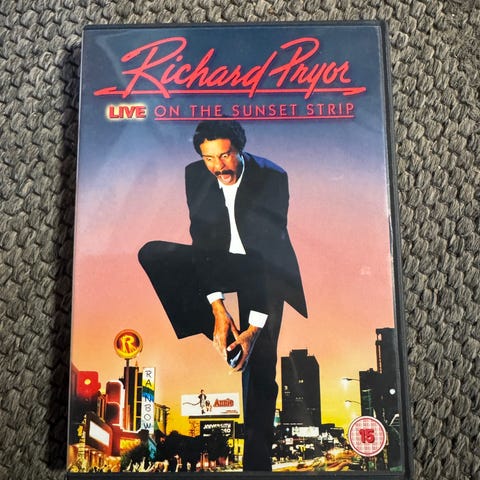 Richard Pryor
LIVE ON THE SUNSET STRIP
R
RAINBOW
Annie
15